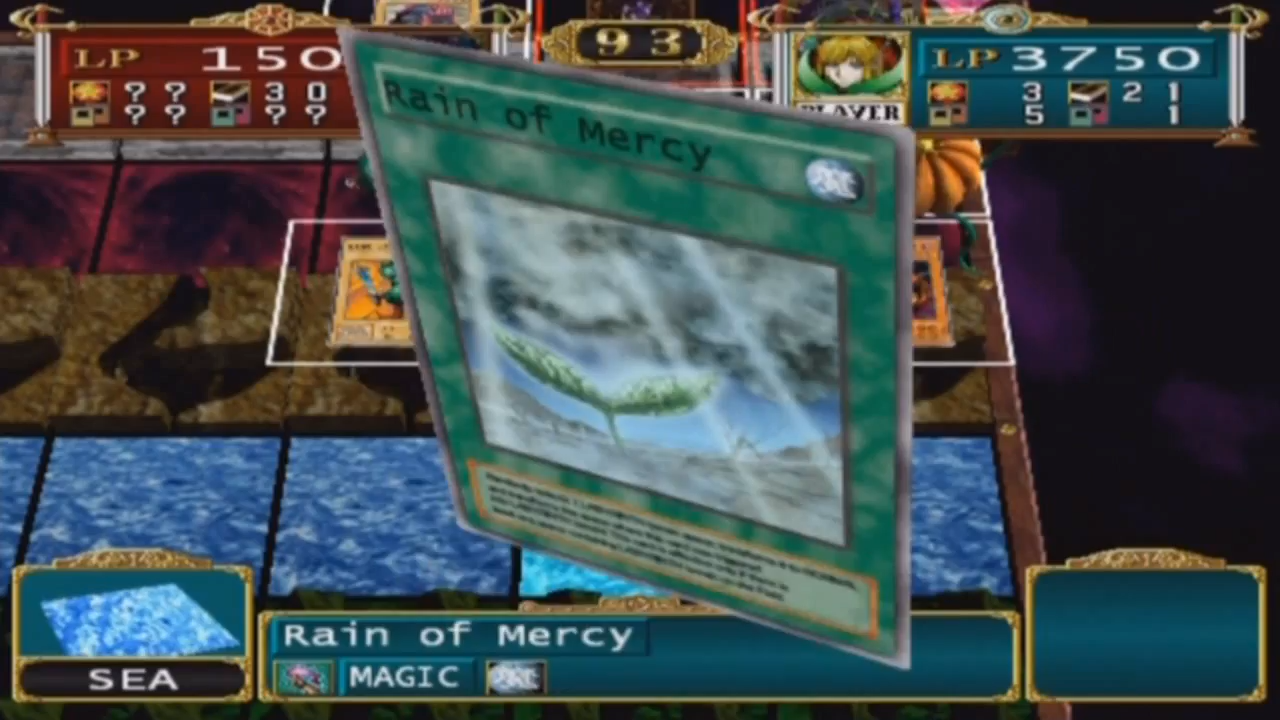 LP 150
? ? 3 0
? ? ? ?
93
PLAYER
LP 3750
3 2 1
5 1
Rain of Mercy
SEA
Rain of Mercy
MAGIC